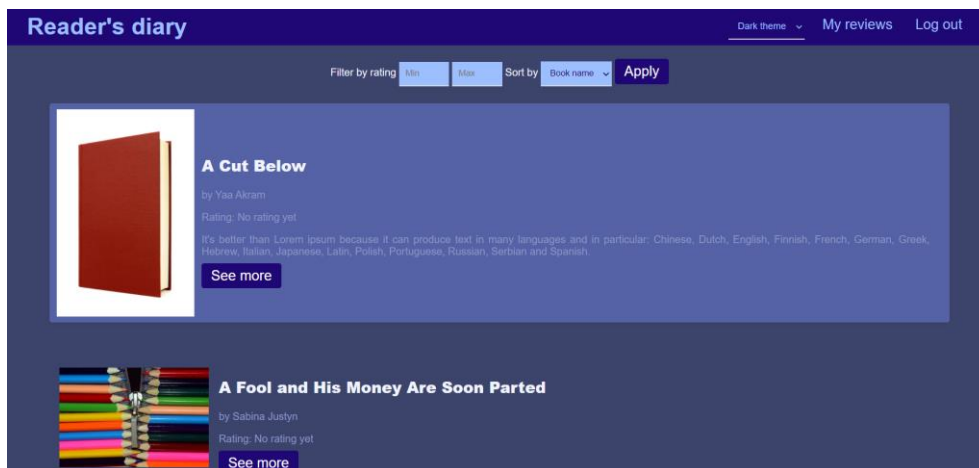 Reader's diary
Dark theme
My reviews
Log out
Filter by rating Min Max Sort by Book name Apply
A Cut Below
by Yaa Akram
Rating: No rating yet
It's better than Lorem ipsum because it can produce text in many languages and in particular: Chinese, Dutch, English, Finnish, French, German, Greek,
Hebrew, Italian, Japanese, Latin, Polish, Portuguese, Russian, Serbian and Spanish.
See more
A Fool and His Money Are Soon Parted
by Sabina Justyn
Rating: No rating yet
See more